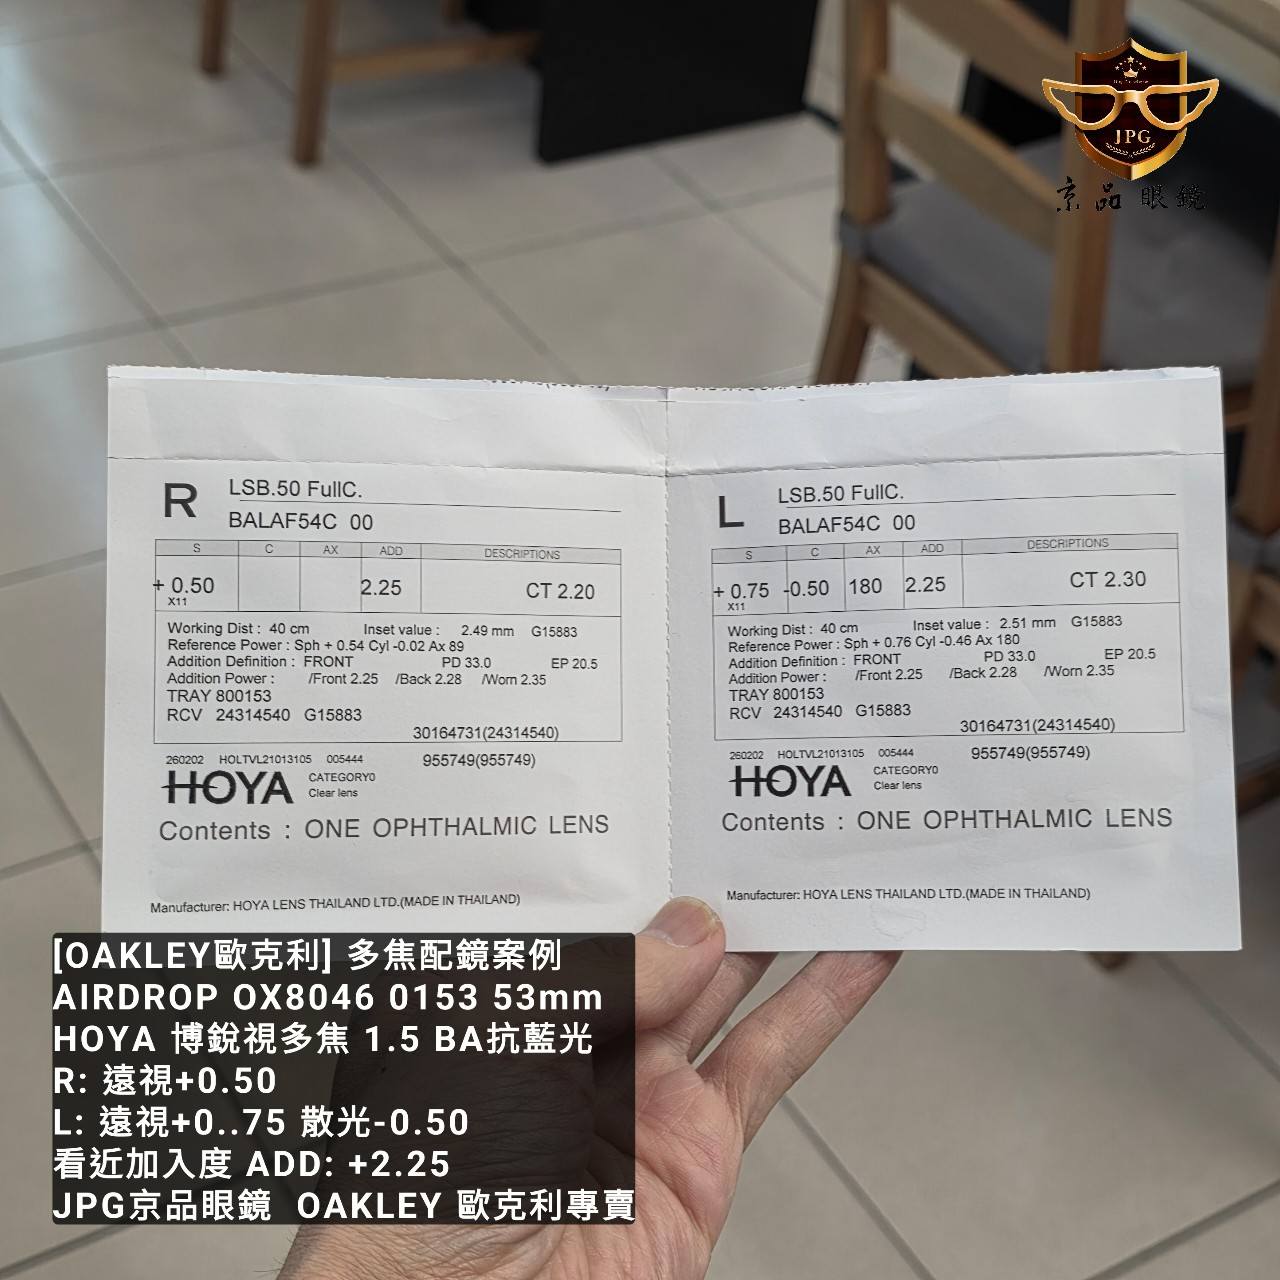 JPG
京品眼鏡
R
LSB.50 FullC.
BALAF54C 00
S C AX ADD DESCRIPTIONS
+ 0.50 2.25 CT 2.20
X11
Working Dist : 40 cm Inset value : 2.49 mm G15883
Reference Power : Sph + 0.54 Cyl -0.02 Ax 89
Addition Definition : FRONT PD 33.0 EP 20.5
Addition Power : /Front 2.25 /Back 2.28 /Worn 2.35
TRAY 800153
RCV 24314540 G15883
30164731(24314540)
260202 HOLTVL21013105 005444 955749(955749)
HOYA CATEGORY0
Clear lens
Contents : ONE OPHTHALMIC LENS
Manufacturer: HOYA LENS THAILAND LTD.(MADE IN THAILAND)
L
LSB.50 FullC.
BALAF54C 00
S C AX ADD DESCRIPTIONS
+ 0.75 -0.50 180 2.25 CT 2.30
X11
Working Dist : 40 cm Inset value : 2.51 mm G15883
Reference Power : Sph + 0.76 Cyl -0.46 Ax 180
Addition Definition : FRONT PD 33.0 EP 20.5
Addition Power : /Front 2.25 /Back 2.28 /Worn 2.35
TRAY 800153
RCV 24314540 G15883
30164731(24314540)
260202 HOLTVL21013105 005444 955749(955749)
HOYA CATEGORY0
Clear lens
Contents : ONE OPHTHALMIC LENS
Manufacturer: HOYA LENS THAILAND LTD.(MADE IN THAILAND)
[OAKLEY歐克利] 多焦配鏡案例
AIRDROP OX8046 0153 53mm
HOYA 博銳視多焦 1.5 BA抗藍光
R: 遠視+0.50
L: 遠視+0..75 散光-0.50
看近加入度 ADD: +2.25
JPG京品眼鏡 OAKLEY 歐克利專賣